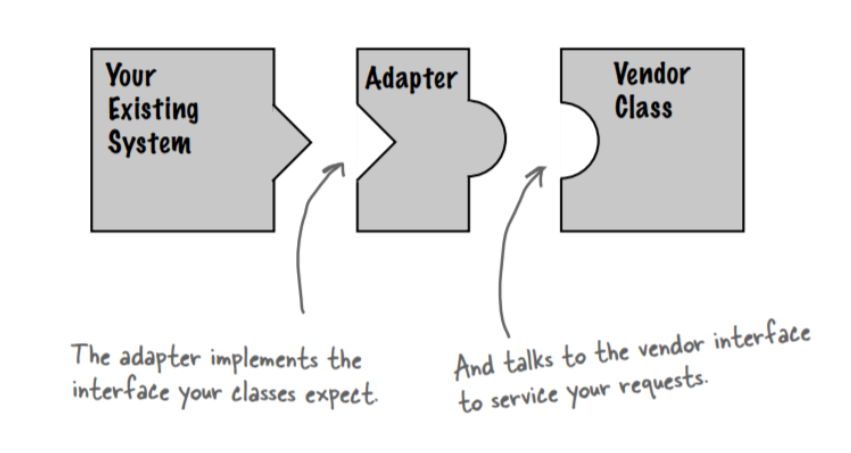 Your
Existing
System
Adapter
Vendor
Class
The adapter implements the
interface your classes expect.
And talks to the vendor interface
to service your requests.